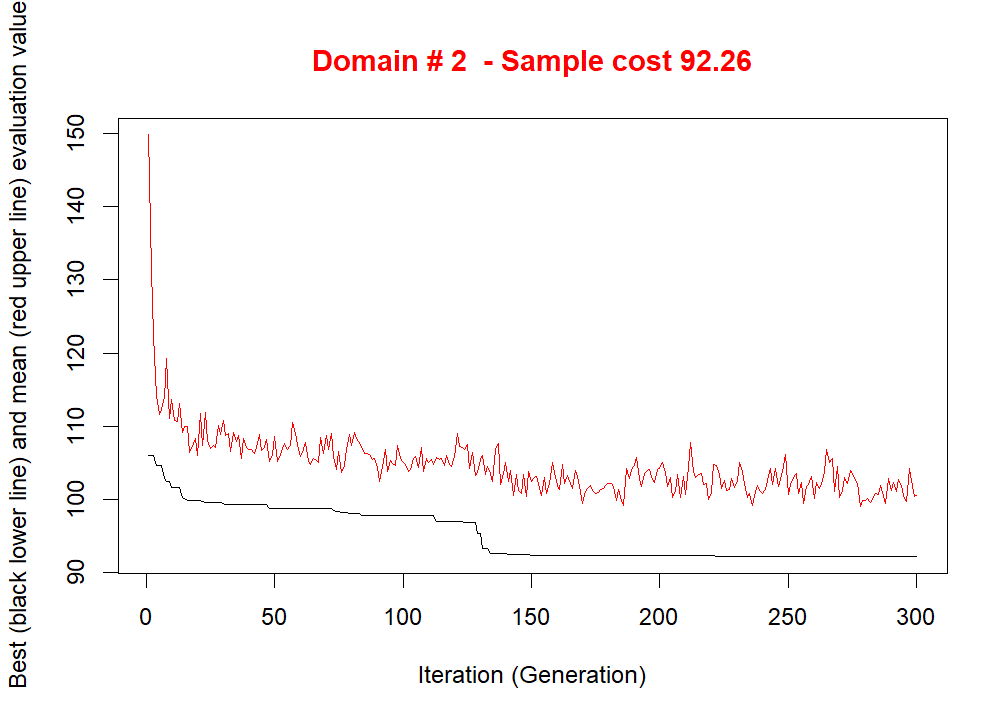 Domain # 2  - Sample cost 92.26
Best (black lower line) and mean (red upper line) evaluation value
150
140
130
120
110
100
90
0 50 100 150 200 250 300
Iteration (Generation)